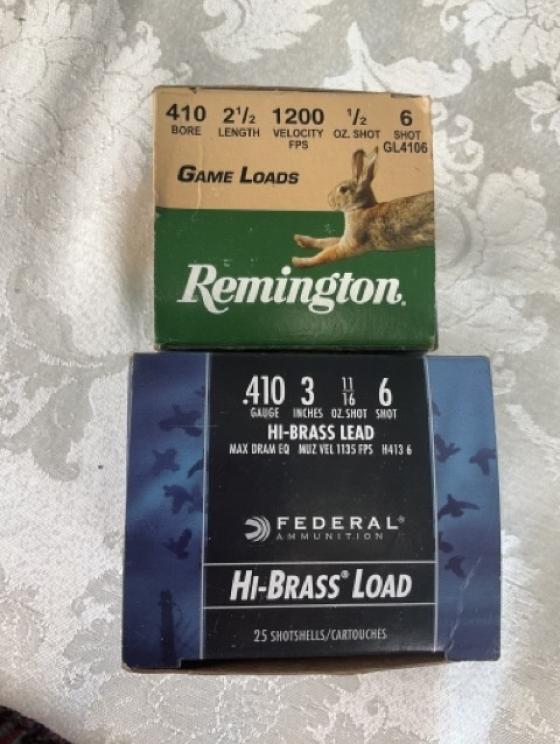 410 2 1/2 1200 1/2 6
BORE LENGTH VELOCITY FPS OZ. SHOT SHOT
GL4106
GAME LOADS
Remington.
.410 3 11/16 6
GAUGE INCHES OZ. SHOT SHOT
HI-BRASS LEAD
MAX DRAM EQ MUZ VEL 1135 FPS H413 6
FEDERAL®
AMMUNITION
HI-BRASS® LOAD
25 SHOTSHELLS/CARTOUCHES